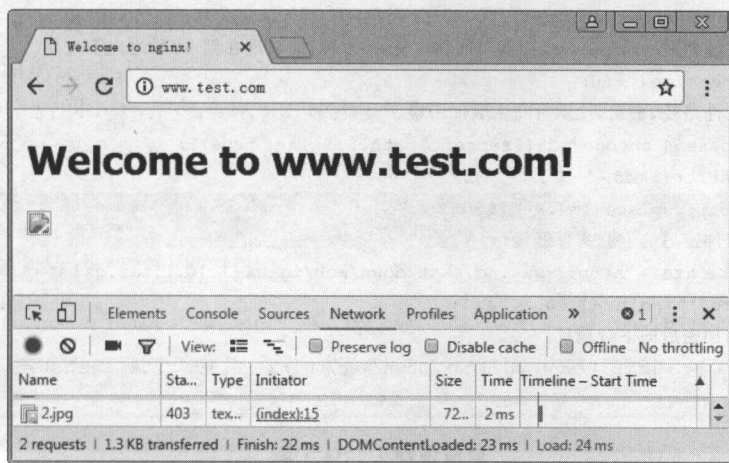 Welcome to nginx!
www.test.com
Welcome to www.test.com!
Elements Console Sources Network Profiles Application » 1
View: Preserve log Disable cache Offline No throttling
Name Sta... Type Initiator Size Time Timeline – Start Time
2.jpg 403 tex... (index):15 72... 2 ms
2 requests | 1.3 KB transferred | Finish: 22 ms | DOMContentLoaded: 23 ms | Load: 24 ms